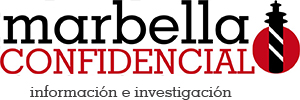 marbella
CONFIDENCIAL
información e investigación